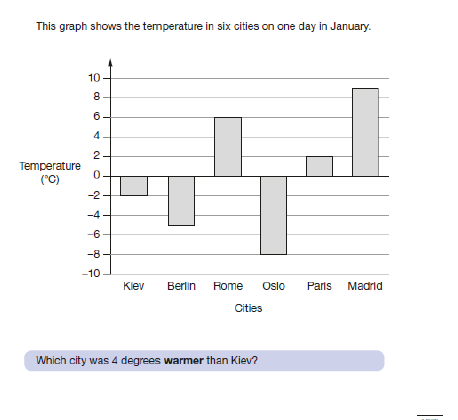 This graph shows the temperature in six cities on one day in January.
10
8
6
4
2
Temperature
(°C)
0
-2
-4
-6
-8
-10
Kiev Berlin Rome Oslo Paris Madrid
Cities
Which city was 4 degrees warmer than Kiev?